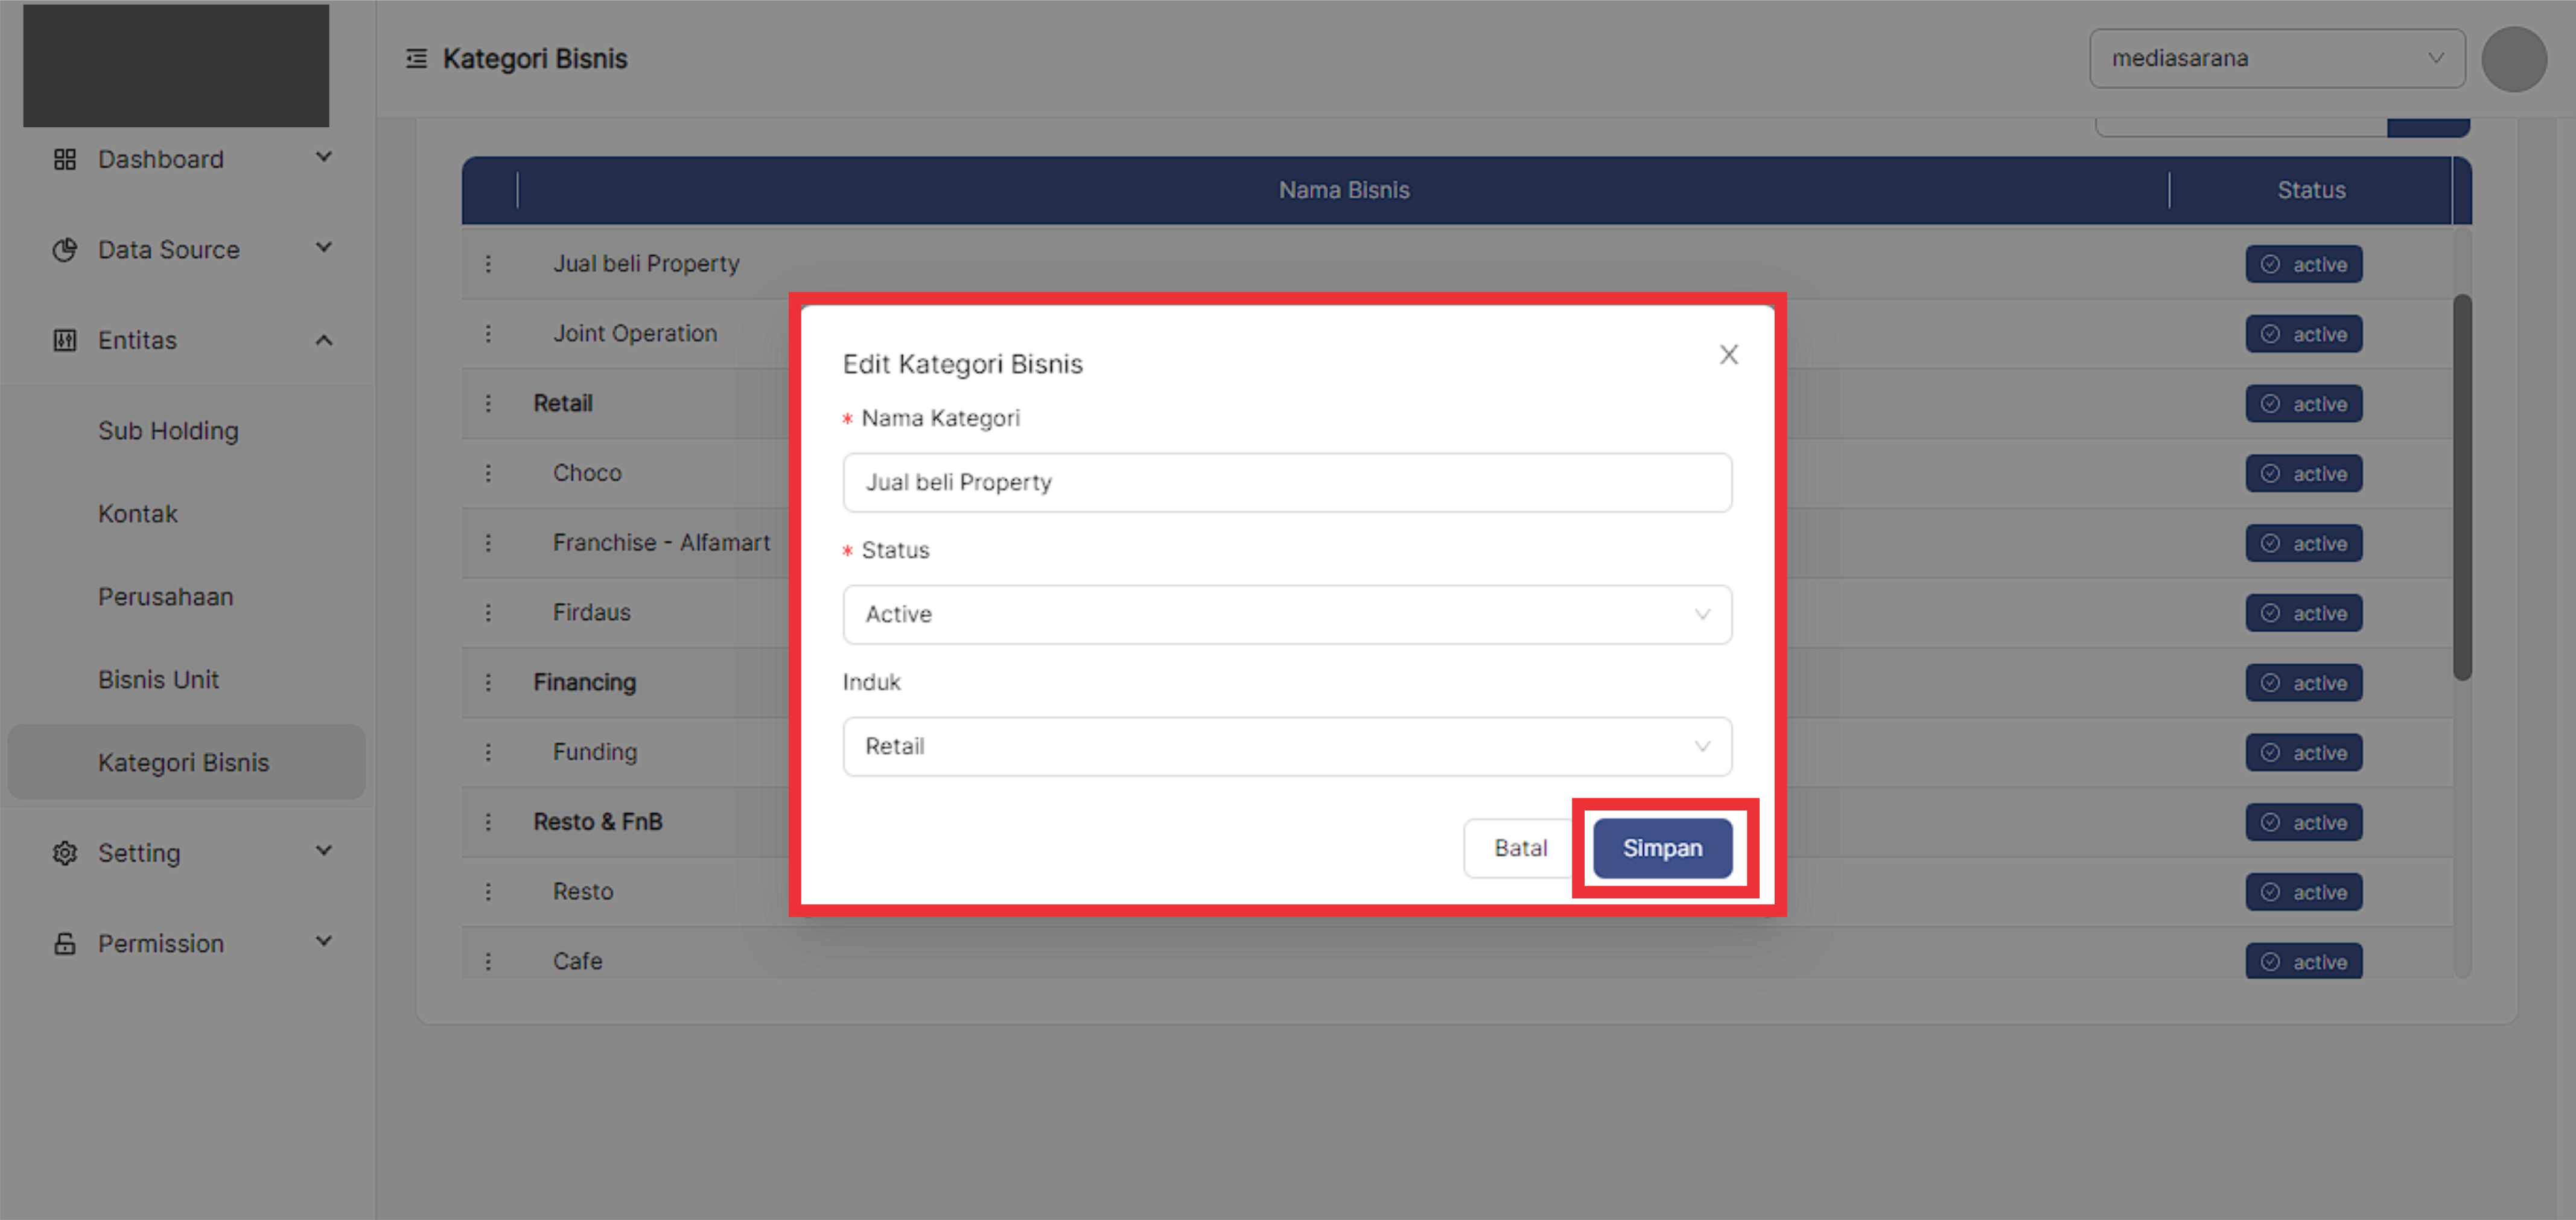 Kategori Bisnis
mediasarana
Dashboard
Data Source
Entitas
Sub Holding
Kontak
Perusahaan
Bisnis Unit
Kategori Bisnis
Setting
Permission
Nama Bisnis Status
Jual beli Property active
Joint Operation active
Retail active
Choco active
Franchise - Alfamart active
Firdaus active
Financing active
Funding active
Resto & FnB active
Resto active
Cafe active
Edit Kategori Bisnis
* Nama Kategori
Jual beli Property
* Status
Active
Induk
Retail
Batal Simpan